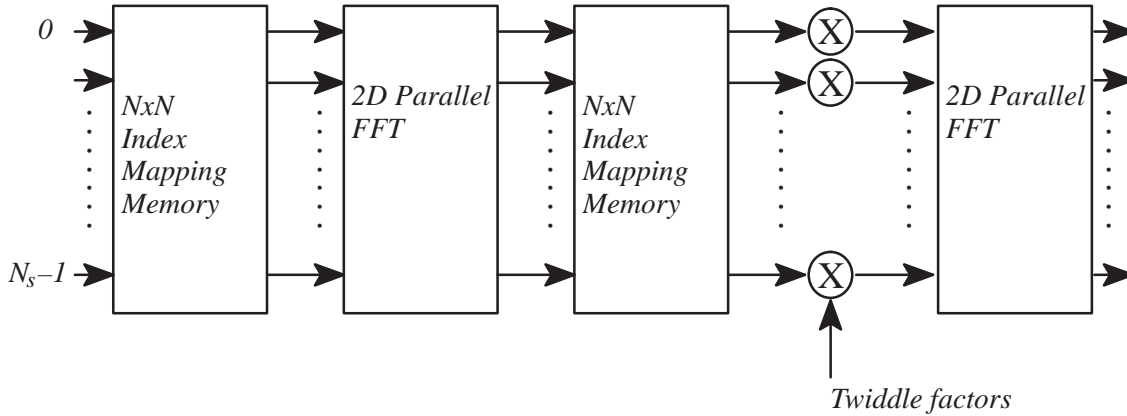 0
NxN
Index
Mapping
Memory
2D Parallel
FFT
NxN
Index
Mapping
Memory
X
X
X
2D Parallel
FFT
Nₛ–1
Twiddle factors